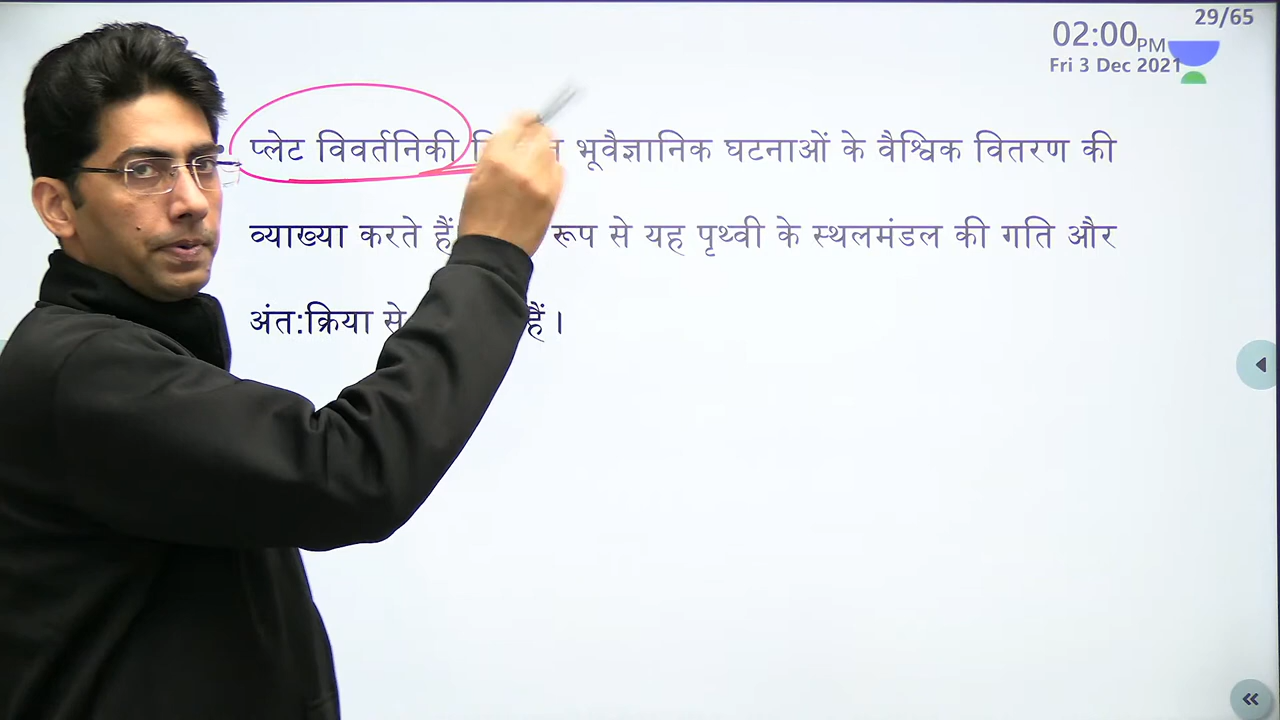 29/65
02:00PM
Fri 3 Dec 2021
प्लेट विवर्तनिकी भूवैज्ञानिक घटनाओं के वैश्विक वितरण की
व्याख्या करते हैं रूप से यह पृथ्वी के स्थलमंडल की गति और
अंत:क्रिया से हैं ।